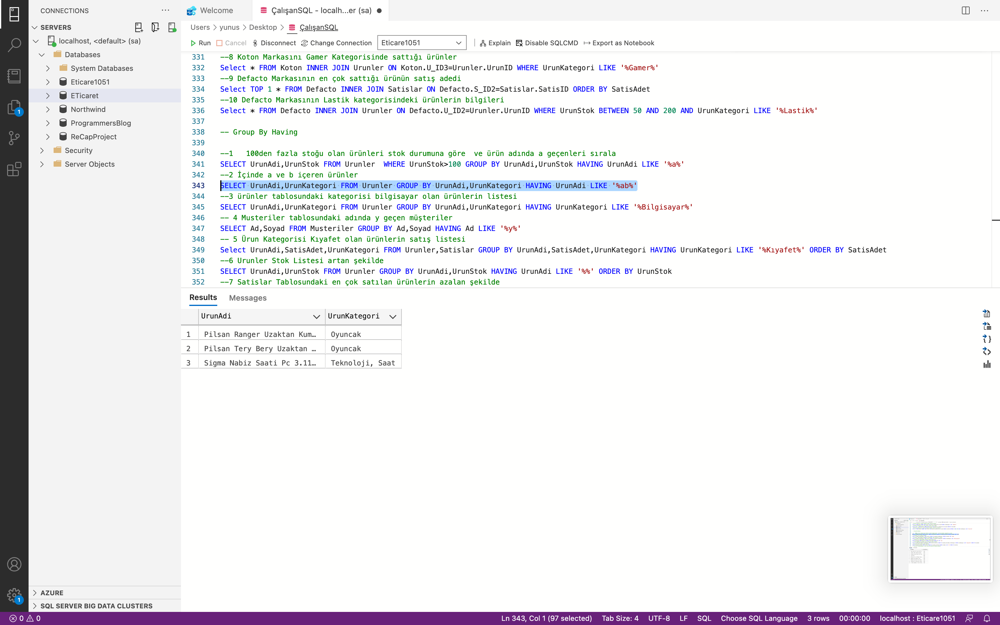 CONNECTIONS
SERVERS
localhost, <default> (sa)
Databases
System Databases
Eticare1051
ETicaret
Northwind
ProgrammersBlog
ReCapProject
Security
Server Objects
AZURE
SQL SERVER BIG DATA CLUSTERS
1
1
Welcome
ÇalışanSQL - localh...er (sa)
Users > yunus > Desktop > ÇalışanSQL
Run Cancel Disconnect Change Connection Eticare1051 Explain Disable SQLCMD Export as Notebook
331 --8 Koton Markasını Gamer Kategorisinde sattığı ürünler
332 Select * FROM Koton INNER JOIN Urunler ON Koton.U_ID3=Urunler.UrunID WHERE UrunKategori LIKE '%Gamer%'
333 --9 Defacto Markasının en çok sattığı ürünün satış adedi
334 Select TOP 1 * FROM Defacto INNER JOIN Satislar ON Defacto.S_ID2=Satislar.SatisID ORDER BY SatisAdet
335 --10 Defacto Markasının Lastik kategorisindeki ürünlerin bilgileri
336 Select * FROM Defacto INNER JOIN Urunler ON Defacto.U_ID2=Urunler.UrunID WHERE UrunStok BETWEEN 50 AND 200 AND UrunKategori LIKE '%Lastik%'
337
338 -- Group By Having
339
340 --1   100den fazla stoğu olan ürünleri stok durumuna göre  ve ürün adında a geçenleri sırala
341 SELECT UrunAdi,UrunStok FROM Urunler  WHERE UrunStok>100 GROUP BY UrunAdi,UrunStok HAVING UrunAdi LIKE '%a%'
342 --2 İçinde a ve b içeren ürünler
343 SELECT UrunAdi,UrunKategori FROM Urunler GROUP BY UrunAdi,UrunKategori HAVING UrunAdi LIKE '%ab%'
344 --3 ürünler tablosundaki kategorisi bilgisayar olan ürünlerin listesi
345 SELECT UrunAdi,UrunKategori FROM Urunler GROUP BY UrunAdi,UrunKategori HAVING UrunKategori LIKE '%Bilgisayar%'
346 -- 4 Musteriler tablosundaki adında y geçen müşteriler
347 SELECT Ad,Soyad FROM Musteriler GROUP BY Ad,Soyad HAVING Ad LIKE '%y%'
348 -- 5 Ürun Kategorisi Kıyafet olan ürünlerin satış listesi
349 Select UrunAdi,SatisAdet,UrunKategori FROM Urunler,Satislar GROUP BY UrunAdi,SatisAdet,UrunKategori HAVING UrunKategori LIKE '%Kıyafet%' ORDER BY SatisAdet
350 --6 Urunler Stok Listesi artan şekilde
351 SELECT UrunAdi,UrunStok FROM Urunler GROUP BY UrunAdi,UrunStok HAVING UrunAdi LIKE '%%' ORDER BY UrunStok
352 --7 Satislar Tablosundaki en çok satılan ürünlerin azalan şekilde
Results Messages
UrunAdi UrunKategori
1 Pilsan Ranger Uzaktan Kum… Oyuncak
2 Pilsan Tery Bery Uzaktan … Oyuncak
3 Sigma Nabiz Saati Pc 3.11… Teknoloji, Saat
0 0 Ln 343, Col 1 (97 selected) Tab Size: 4 UTF-8 LF SQL Choose SQL Language 3 rows 00:00:00 localhost : Eticare1051